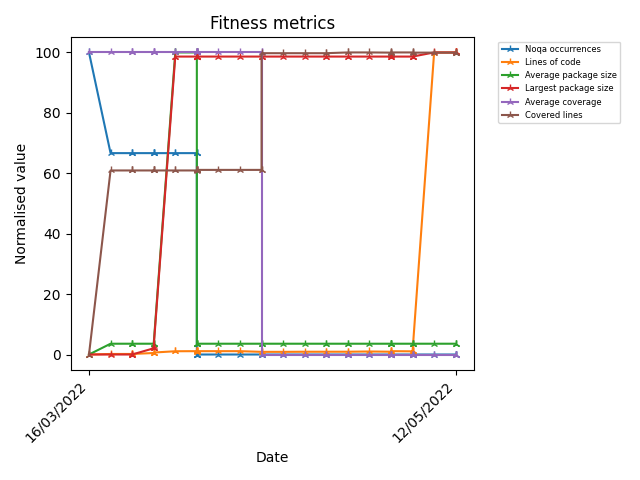 Fitness metrics
Noqa occurrences
Lines of code
Average package size
Largest package size
Average coverage
Covered lines
Normalised value
100
80
60
40
20
0
16/03/2022
12/05/2022
Date